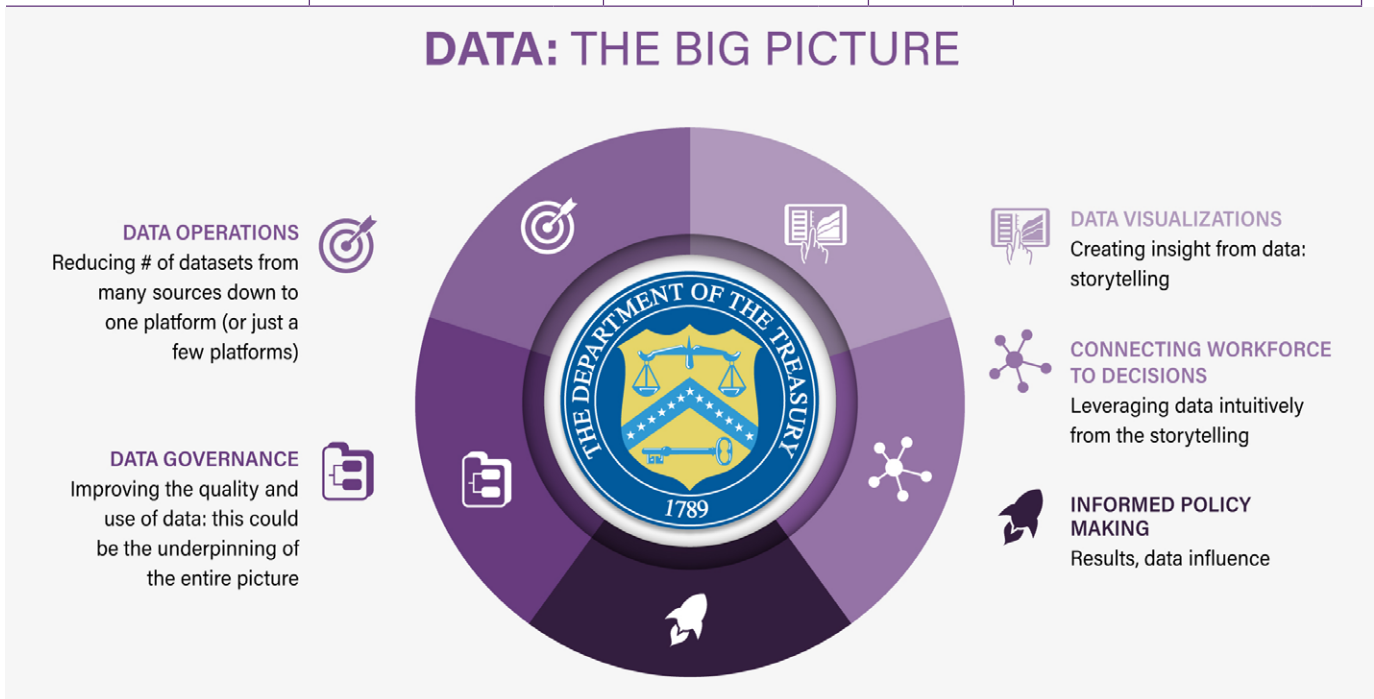 DATA: THE BIG PICTURE
DATA OPERATIONS
Reducing # of datasets from
many sources down to
one platform (or just a
few platforms)
DATA GOVERNANCE
Improving the quality and
use of data: this could
be the underpinning of
the entire picture
THE DEPARTMENT OF THE TREASURY
1789
DATA VISUALIZATIONS
Creating insight from data:
storytelling
CONNECTING WORKFORCE
TO DECISIONS
Leveraging data intuitively
from the storytelling
INFORMED POLICY
MAKING
Results, data influence